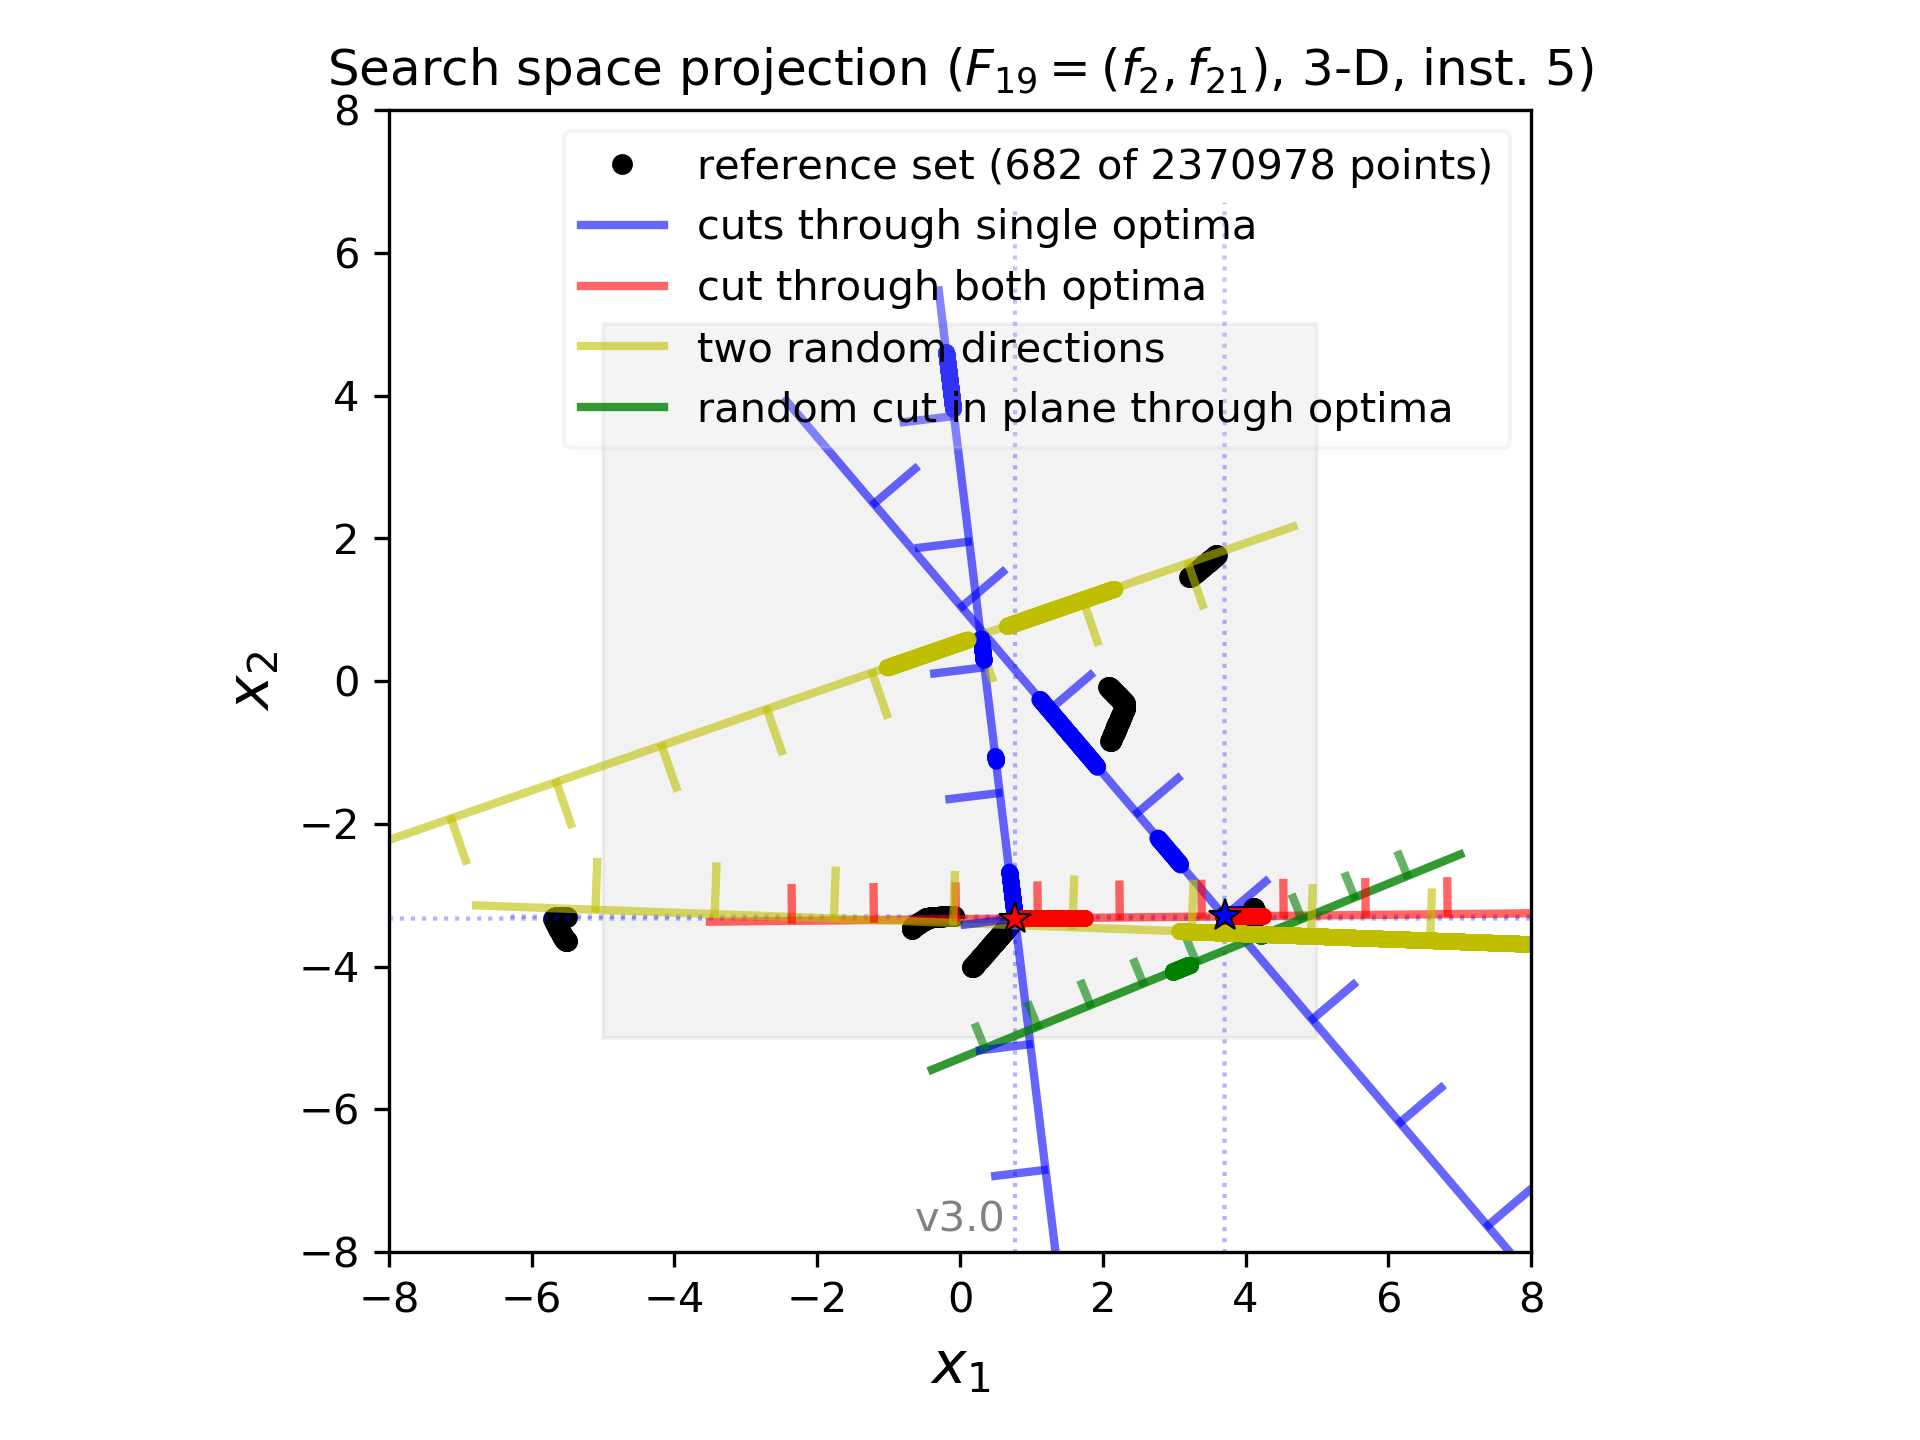 Search space projection (F₁₉ = (f₂, f₂₁), 3-D, inst. 5)
reference set (682 of 2370978 points)
cuts through single optima
cut through both optima
two random directions
random cut in plane through optima
8
6
4
2
0
−2
−4
−6
−8
x₂
v3.0
−8 −6 −4 −2 0 2 4 6 8
x₁